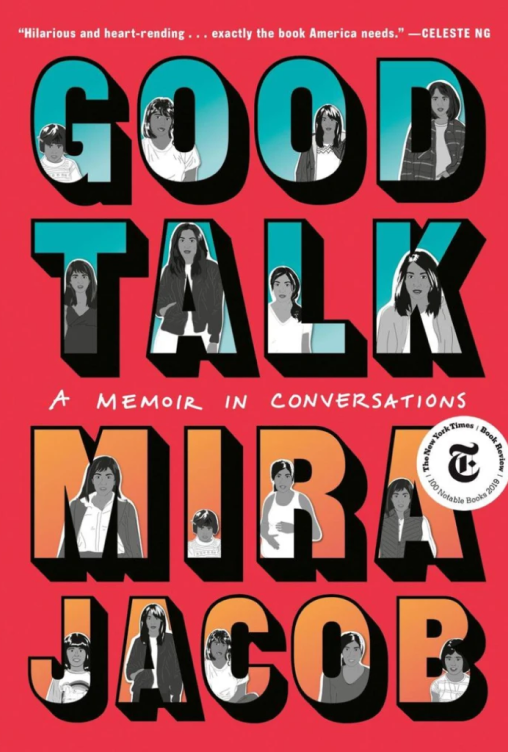 “Hilarious and heart-rending . . . exactly the book America needs.” —CELESTE NG
GOOD
TALK
A MEMOIR IN CONVERSATIONS
The New York Times | Book Review
T
100 Notable Books 2019
MIRA
JACOB